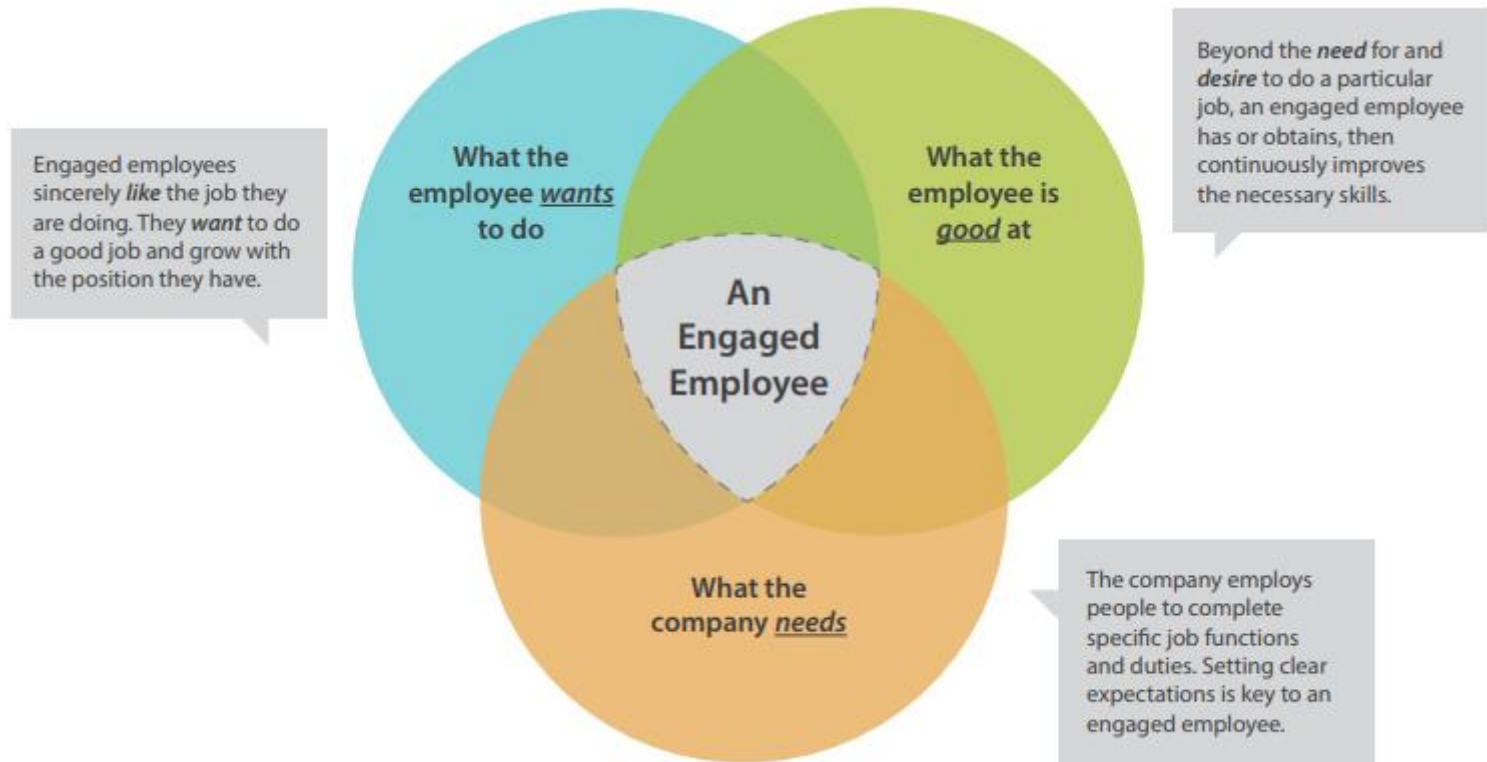 Engaged employees
sincerely like the job they
are doing. They want to do
a good job and grow with
the position they have.
What the
employee wants
to do
What the
employee is
good at
Beyond the need for and
desire to do a particular
job, an engaged employee
has or obtains, then
continuously improves
the necessary skills.
An
Engaged
Employee
What the
company needs
The company employs
people to complete
specific job functions
and duties. Setting clear
expectations is key to an
engaged employee.